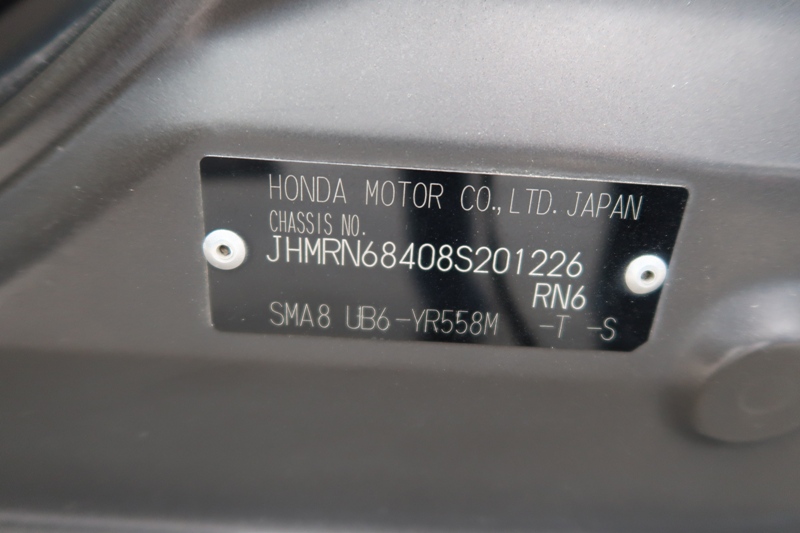 HONDA MOTOR CO.,LTD. JAPAN
CHASSIS NO.
JHMRN68408S201226
RN6
SMA8 UB6-YR558M -T -S